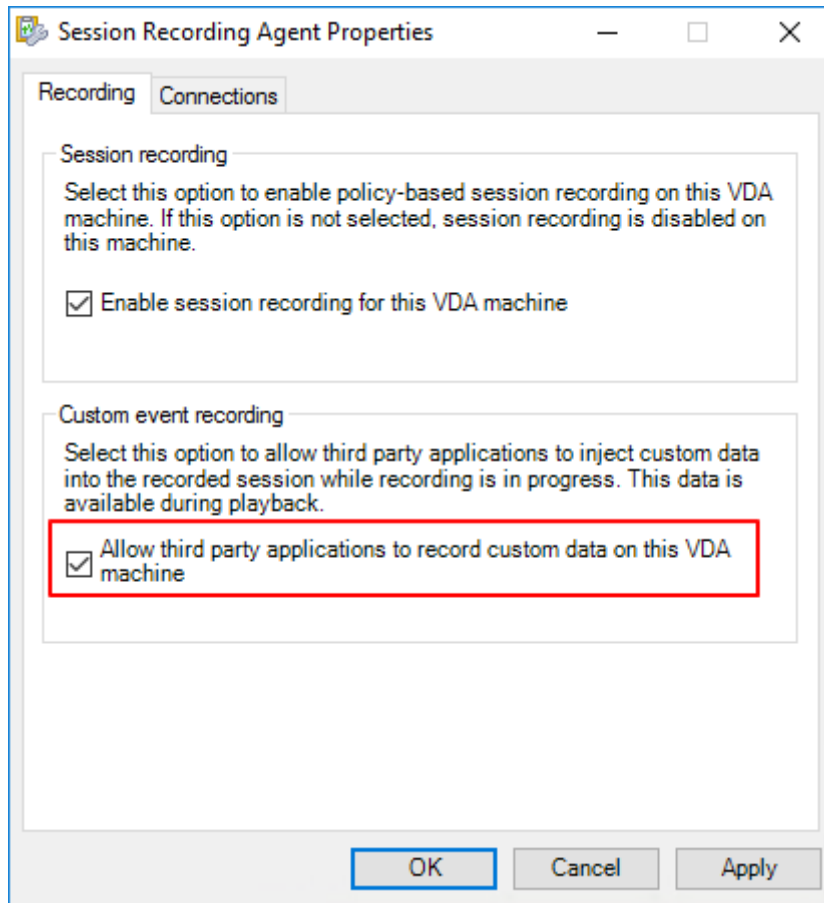 Session Recording Agent Properties
Recording
Connections
Session recording
Select this option to enable policy-based session recording on this VDA
machine. If this option is not selected, session recording is disabled on
this machine.
Enable session recording for this VDA machine
Custom event recording
Select this option to allow third party applications to inject custom data
into the recorded session while recording is in progress. This data is
available during playback.
Allow third party applications to record custom data on this VDA
machine
OK
Cancel
Apply